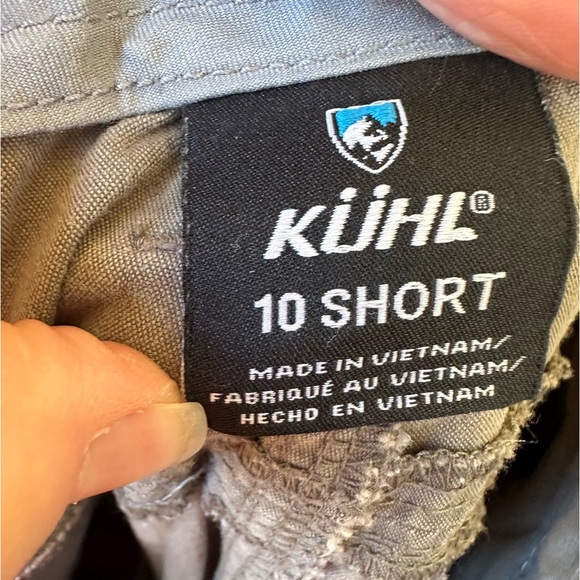 KÜHL®
10 SHORT
MADE IN VIETNAM/
FABRIQUÉ AU VIETNAM/
HECHO EN VIETNAM